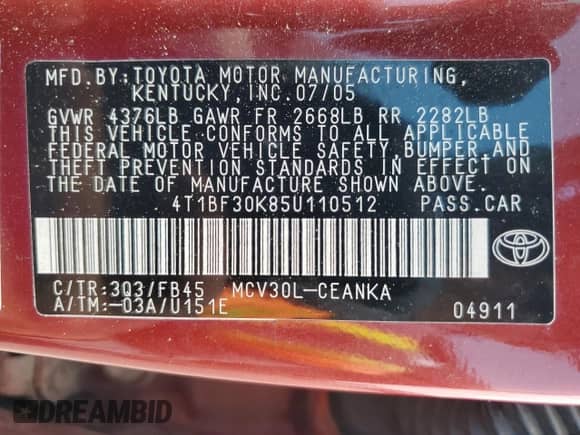 MFD.BY: TOYOTA MOTOR MANUFACTURING,
KENTUCKY, INC. 07/05
GVWR 4376LB GAWR FR 2668LB RR 2282LB
THIS VEHICLE CONFORMS TO ALL APPLICABLE
FEDERAL MOTOR VEHICLE SAFETY, BUMPER AND
THEFT PREVENTION STANDARDS IN EFFECT ON
THE DATE OF MANUFACTURE SHOWN ABOVE.
4T1BF30K85U110512 PASS.CAR
TOYOTA
C/TR:3Q3/FB45 MCV30L-CEANKA
A/TM:-03A/U151E 04911
DREAMBID